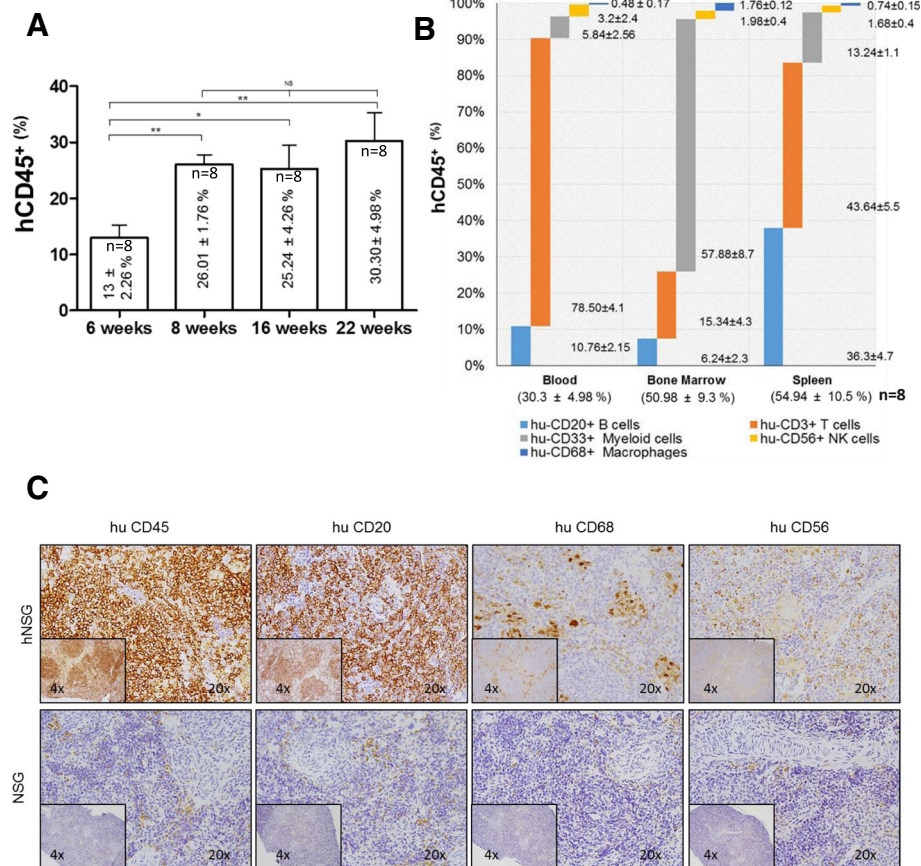 A
40
30
20
10
0
hCD45+ (%)
NS
**
*
**
n=8
n=8
n=8
n=8
13 ±
2.26 %
26.01 ± 1.76 %
25.24 ± 4.26 %
30.30 ± 4.98 %
6 weeks 8 weeks 16 weeks 22 weeks
B
100%
90%
80%
70%
60%
50%
40%
30%
20%
10%
0%
hCD45+ (%)
0.48 ± 0.17
3.2±2.4
5.84±2.56
78.50±4.1
10.76±2.15
1.76±0.12
1.98±0.4
57.88±8.7
15.34±4.3
6.24±2.3
0.74±0.15
1.68±0.4
13.24±1.1
43.64±5.5
36.3±4.7
Blood Bone Marrow Spleen
(30.3 ± 4.98 %) (50.98 ± 9.3 %) (54.94 ± 10.5 %) n=8
hu-CD20+ B cells hu-CD3+ T cells
hu-CD33+ Myeloid cells hu-CD56+ NK cells
hu-CD68+ Macrophages
C
hu CD45 hu CD20 hu CD68 hu CD56
hNSG
4x 20x 4x 20x 4x 20x 4x 20x
NSG
4x 20x 4x 20x 4x 20x 4x 20x